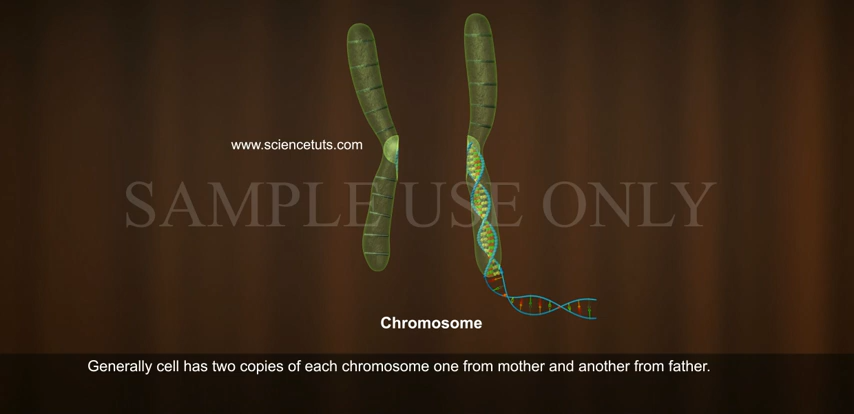 www.sciencetuts.com
SAMPLE USE ONLY
Chromosome
Generally cell has two copies of each chromosome one from mother and another from father.